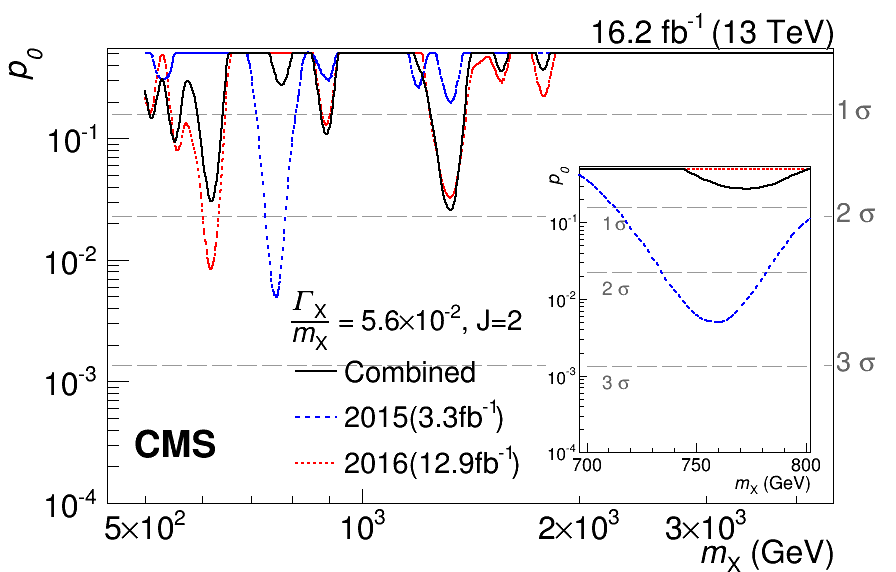 16.2 fb⁻¹ (13 TeV)
p₀
10⁻¹
10⁻²
10⁻³
10⁻⁴
1 σ
2 σ
3 σ
Γ_X
m_X
= 5.6×10⁻², J=2
Combined
2015(3.3fb⁻¹)
2016(12.9fb⁻¹)
CMS
5×10²
10³
2×10³
3×10³
m_X (GeV)
p₀
10⁻¹
10⁻²
10⁻³
10⁻⁴
1 σ
2 σ
3 σ
700
750
800
m_X (GeV)